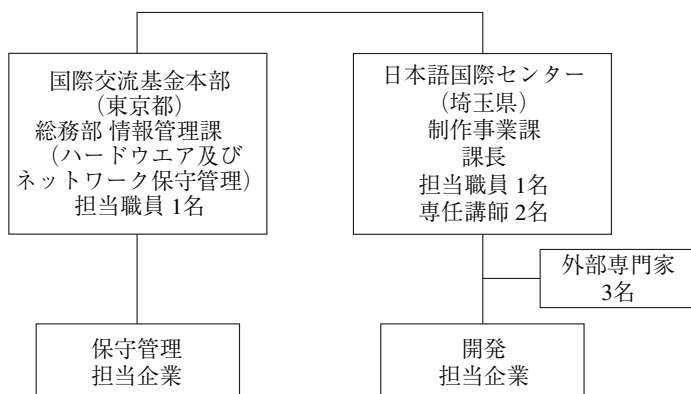 国際交流基金本部
（東京都）
総務部 情報管理課
（ハードウエア及び
ネットワーク保守管理）
担当職員 1名
日本語国際センター
（埼玉県）
制作事業課
課長
担当職員 1名
専任講師 2名
外部専門家
3名
保守管理
担当企業
開発
担当企業